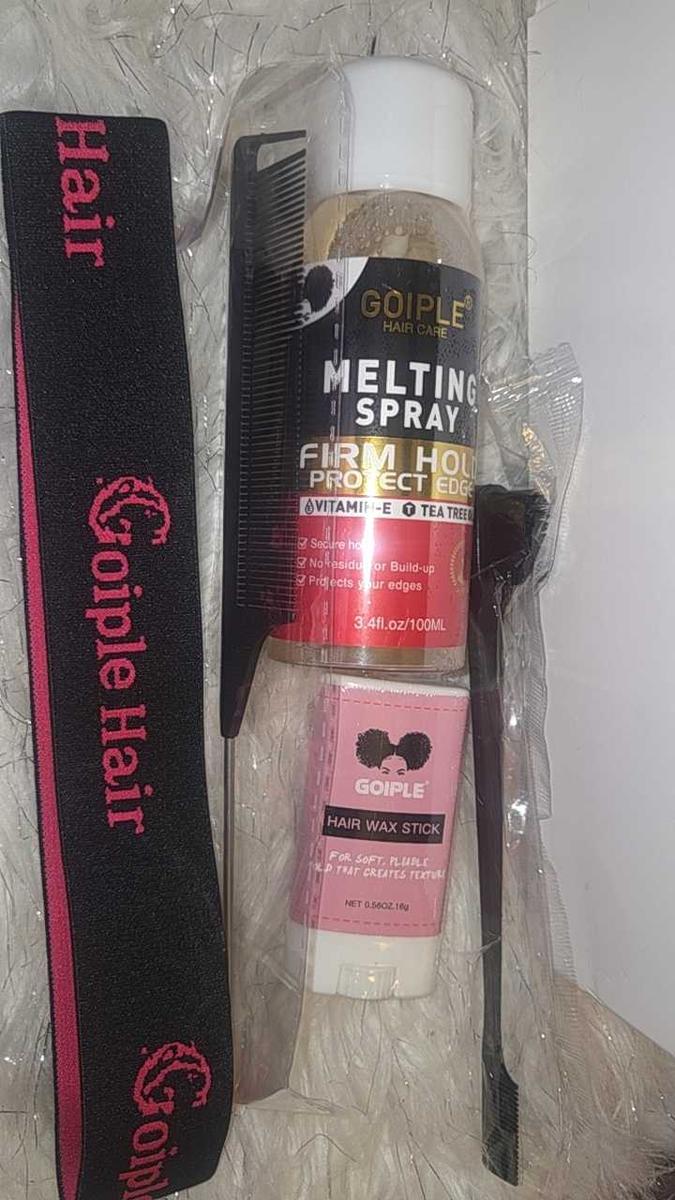 Hair
Goiple Hair
Goiple
GOIPLE®
HAIR CARE
MELTING
SPRAY
FIRM HOLD
PROTECT EDGE
VITAMIN-E TEA TREE
Secure hold
No residue or Build-up
Protects your edges
3.4fl.oz/100ML
GOIPLE®
HAIR WAX STICK
FOR SOFT, PLIABLE
HOLD THAT CREATES TEXTURE
NET 0.56OZ.16g